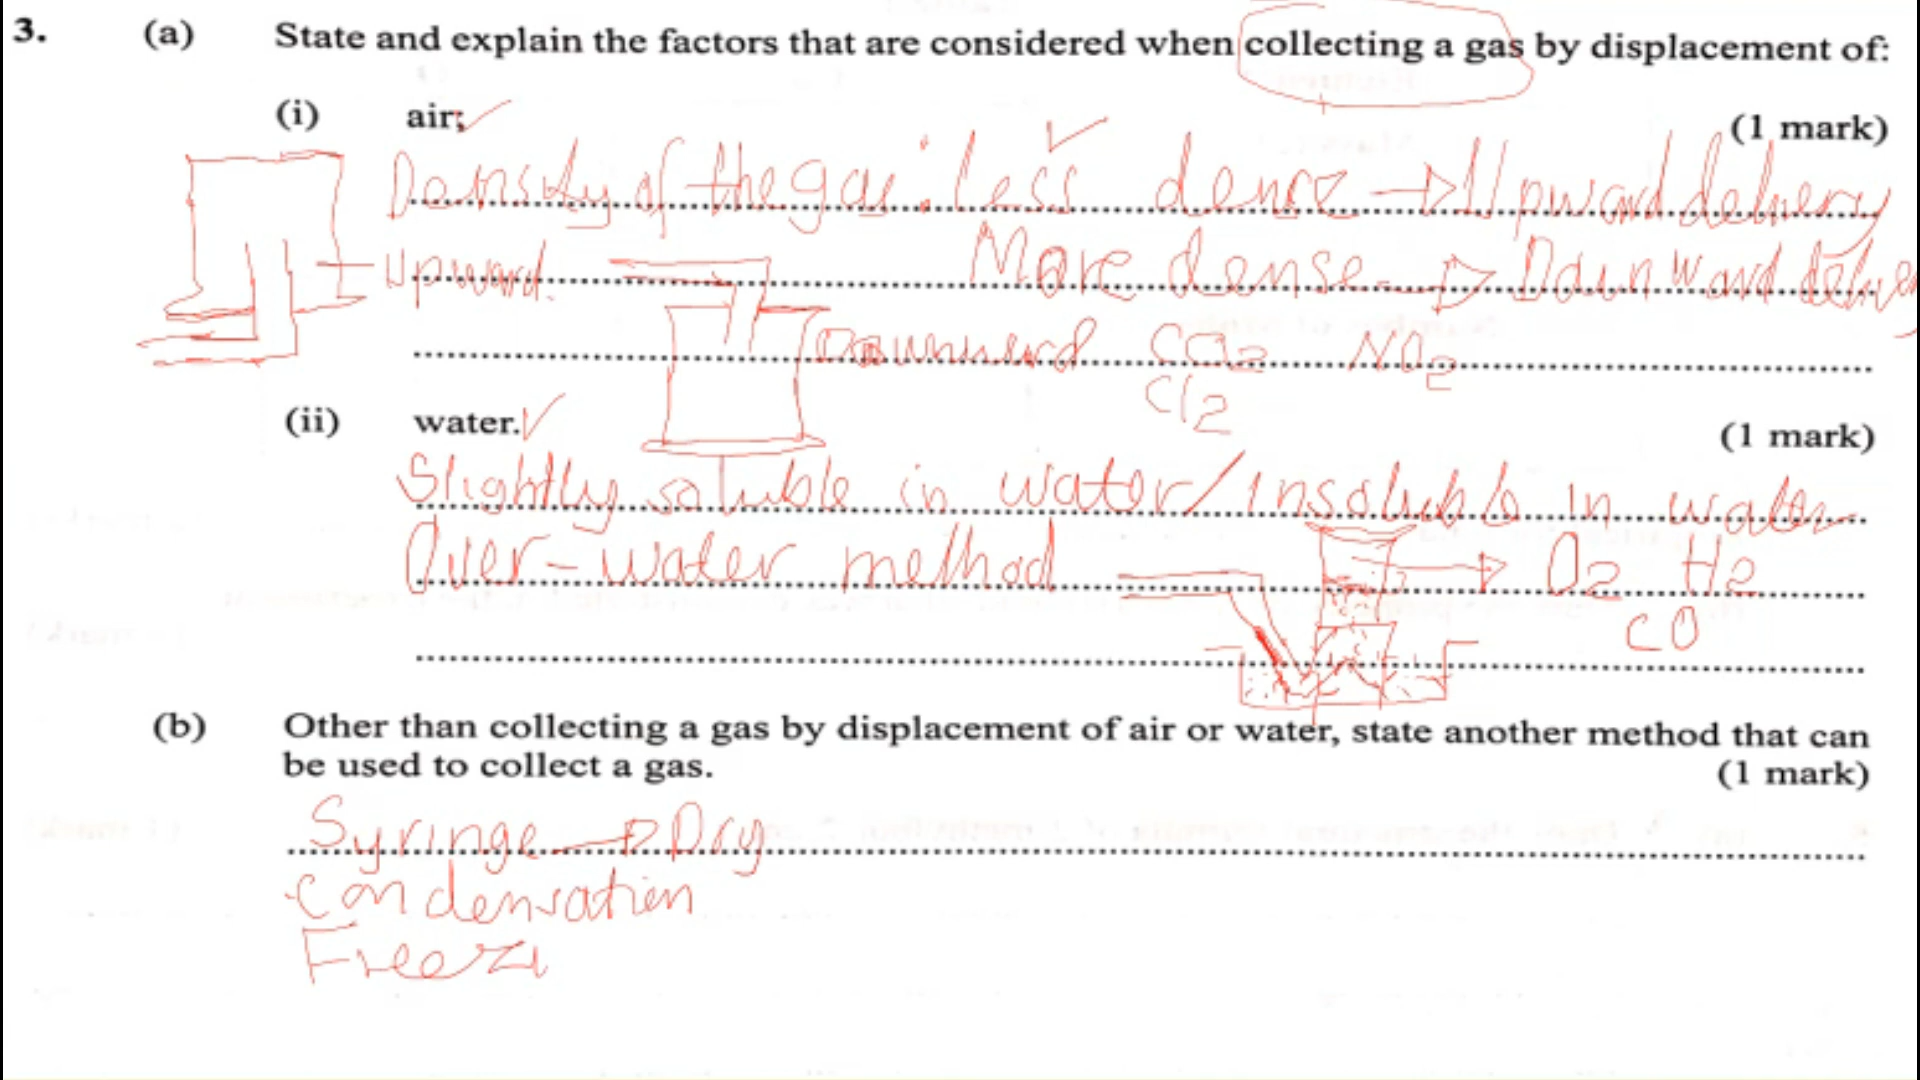 3. (a) State and explain the factors that are considered when collecting a gas by displacement of:
(i) air; (1 mark)
Density of the gas: less dense → Upward delivery
Upward. More dense → Downward delivery
Downward CO2 NO2
Cl2
(ii) water. (1 mark)
Slightly soluble in water/insoluble in water
Over-water method → O2 H2
CO
(b) Other than collecting a gas by displacement of air or water, state another method that can
be used to collect a gas. (1 mark)
Syringe → Dry
Condensation